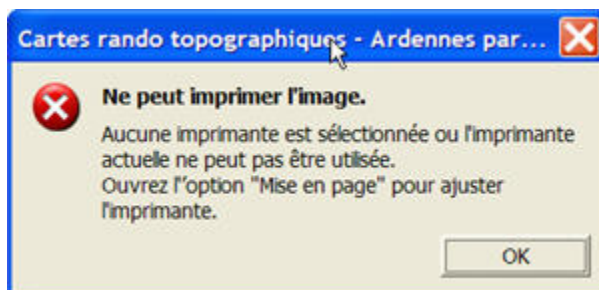 Cartes rando topographiques - Ardennes par...
Ne peut imprimer l'image.
Aucune imprimante est sélectionnée ou l'imprimante
actuelle ne peut pas être utilisée.
Ouvrez l''option "Mise en page" pour ajuster
l'imprimante.
OK